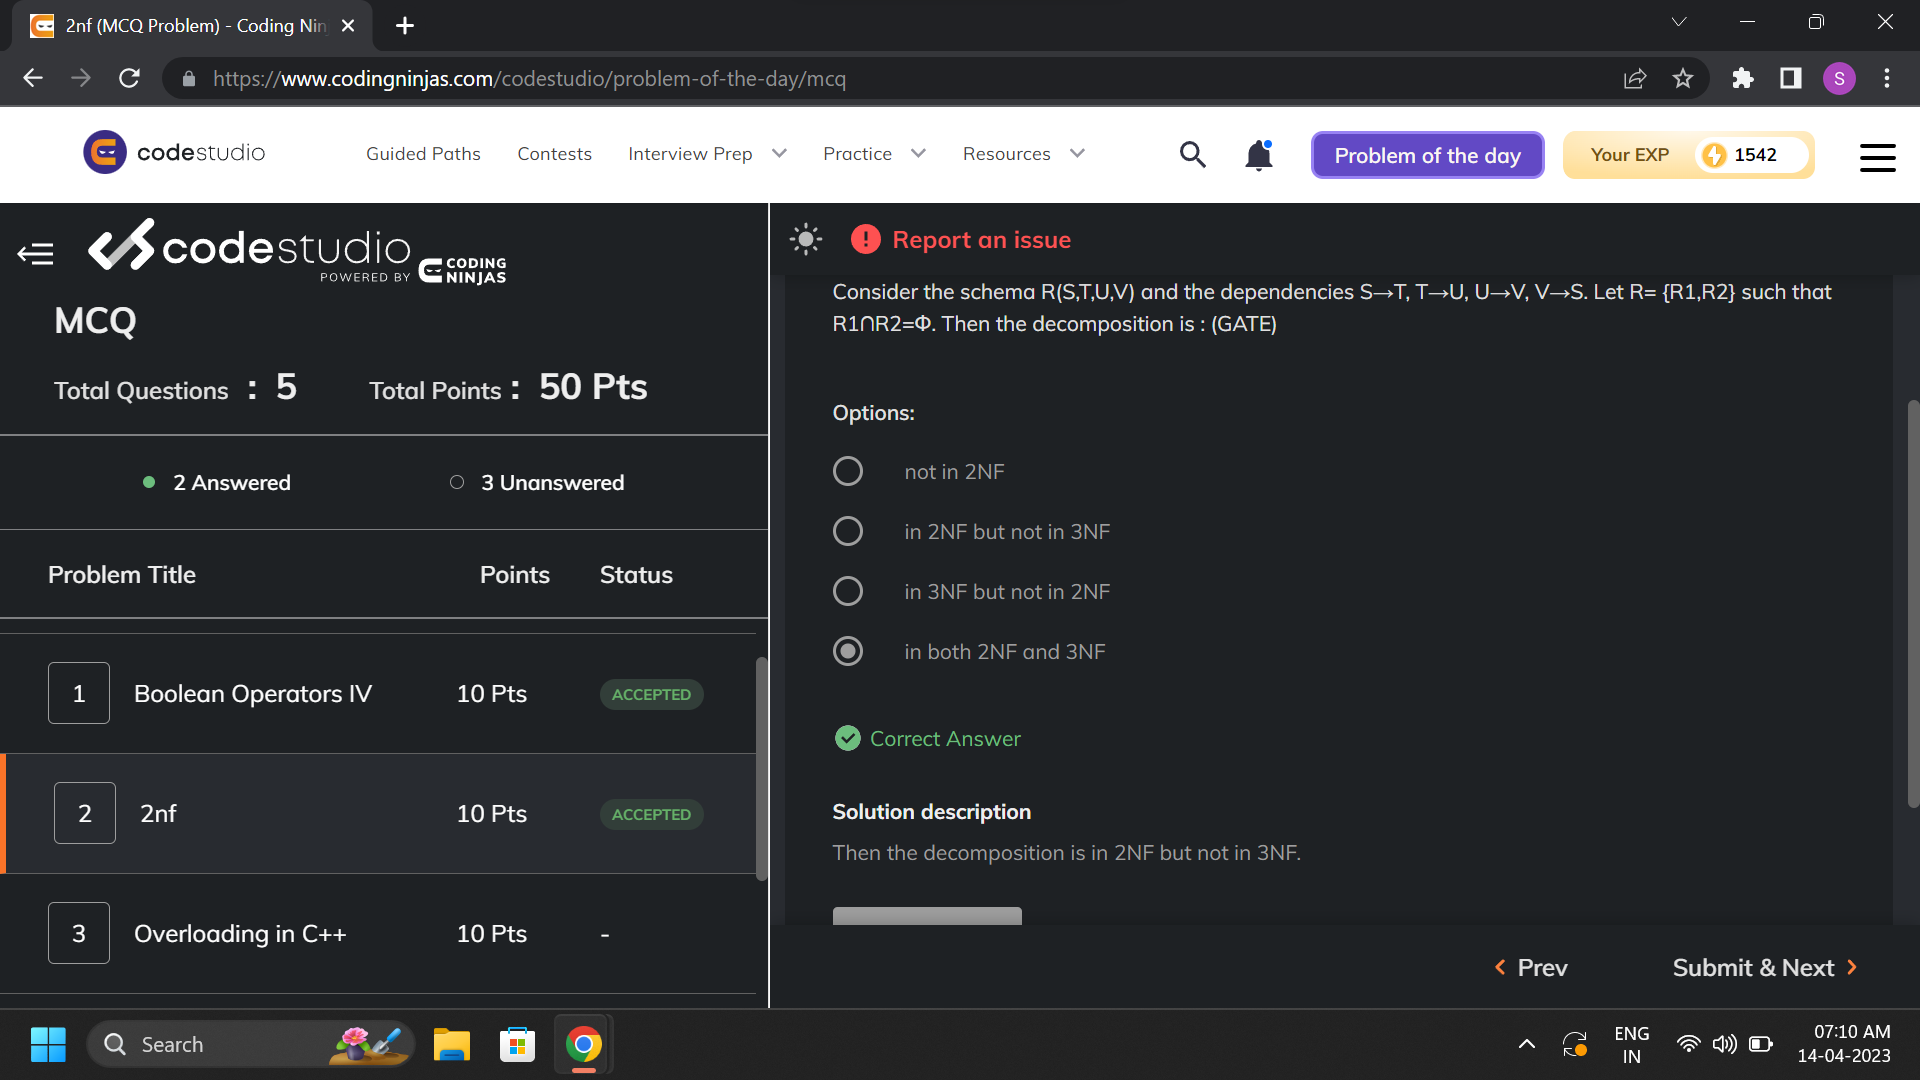 2nf (MCQ Problem) - Coding Nin
https://www.codingninjas.com/codestudio/problem-of-the-day/mcq
S
codestudio
Guided Paths
Contests
Interview Prep
Practice
Resources
Problem of the day
Your EXP
1542
codestudio
POWERED BY
CODING
NINJAS
MCQ
Total Questions : 5
Total Points : 50 Pts
2 Answered
3 Unanswered
Problem Title
Points
Status
1
Boolean Operators IV
10 Pts
ACCEPTED
2
2nf
10 Pts
ACCEPTED
3
Overloading in C++
10 Pts
-
Report an issue
Consider the schema R(S,T,U,V) and the dependencies S→T, T→U, U→V, V→S. Let R= {R1,R2} such that
R1∩R2=Φ. Then the decomposition is : (GATE)
Options:
not in 2NF
in 2NF but not in 3NF
in 3NF but not in 2NF
in both 2NF and 3NF
Correct Answer
Solution description
Then the decomposition is in 2NF but not in 3NF.
Prev
Submit & Next
Search
ENG
IN
07:10 AM
14-04-2023